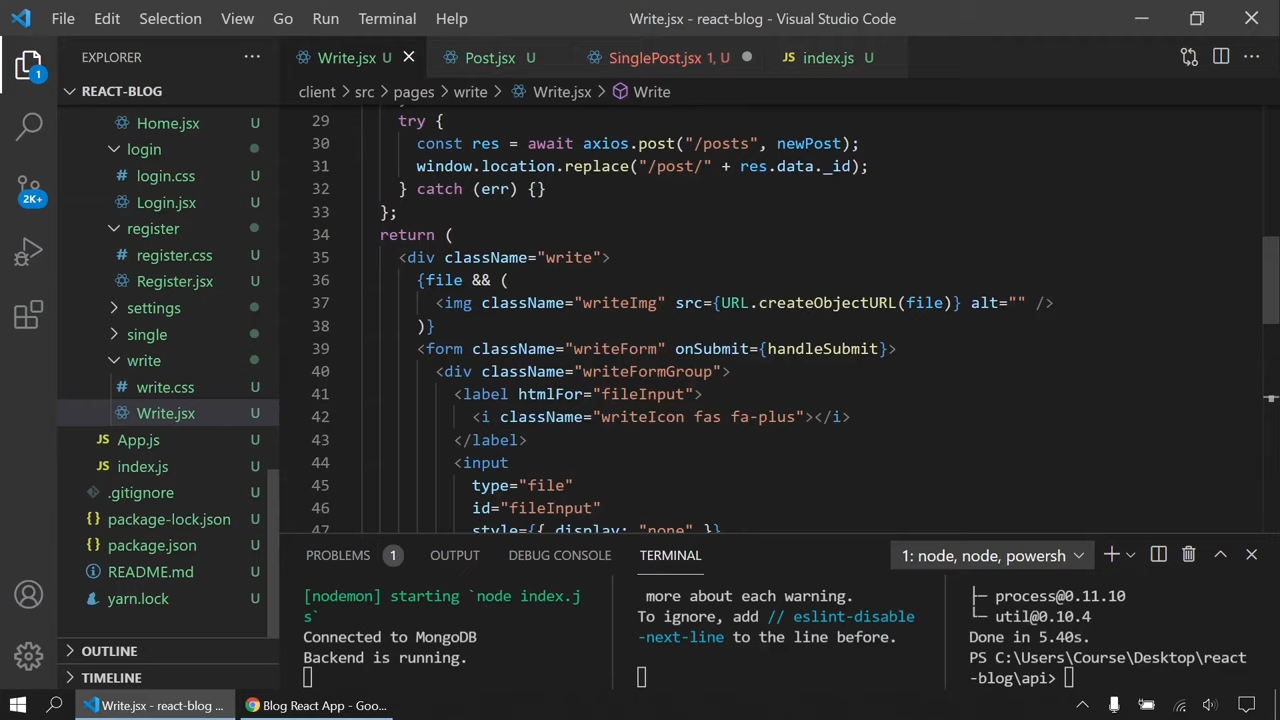 File Edit Selection View Go Run Terminal Help Write.jsx - react-blog - Visual Studio Code
EXPLORER
Write.jsx U
Post.jsx U
SinglePost.jsx 1, U
JS index.js U
1
REACT-BLOG
client > src > pages > write > Write.jsx > Write
Home.jsx U
login
# login.css U
Login.jsx U
register
# register.css U
Register.jsx U
settings
single
write
# write.css U
Write.jsx U
JS App.js U
JS index.js U
.gitignore U
{} package-lock.json U
{} package.json U
README.md U
yarn.lock U
OUTLINE
TIMELINE
2K+
29 try {
30 const res = await axios.post("/posts", newPost);
31 window.location.replace("/post/" + res.data._id);
32 } catch (err) {}
33 };
34 return (
35 <div className="write">
36 {file && (
37 <img className="writeImg" src={URL.createObjectURL(file)} alt="" />
38 )}
39 <form className="writeForm" onSubmit={handleSubmit}>
40 <div className="writeFormGroup">
41 <label htmlFor="fileInput">
42 <i className="writeIcon fas fa-plus"></i>
43 </label>
44 <input
45 type="file"
46 id="fileInput"
47 style={{ display: "none" }}
PROBLEMS 1 OUTPUT DEBUG CONSOLE TERMINAL 1: node, node, powersh
[nodemon] starting `node index.j
s`
Connected to MongoDB
Backend is running.
more about each warning.
To ignore, add // eslint-disable
-next-line to the line before.
├─ process@0.11.10
└─ util@0.10.4
Done in 5.40s.
PS C:\Users\Course\Desktop\react
-blog\api>
Write.jsx - react-blog ...
Blog React App - Goo...